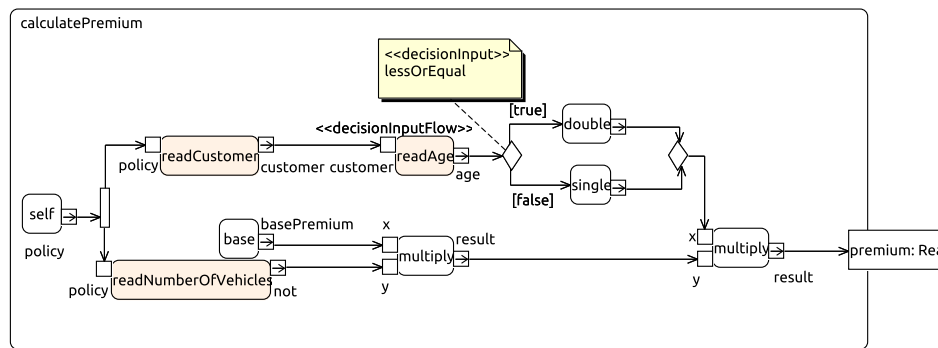 calculatePremium
<<decisionInput>>
lessOrEqual
[true]
double
<<decisionInputFlow>>
policy
readCustomer
customer
customer
readAge
age
single
[false]
self
policy
base
basePremium
x
multiply
result
y
policy
readNumberOfVehicles
not
x
multiply
y
result
premium: Rea